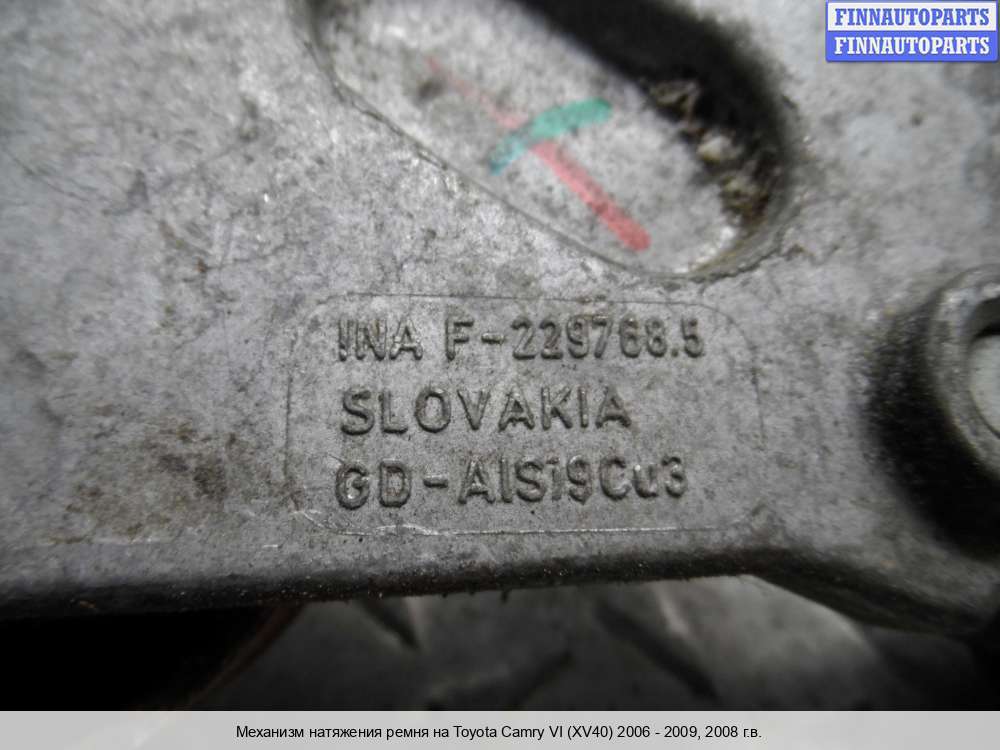 FINNAUTOPARTS
FINNAUTOPARTS
INA F-229768.5
SLOVAKIA
GD-AlSi9Cu3
Механизм натяжения ремня на Toyota Camry VI (XV40) 2006 - 2009, 2008 г.в.